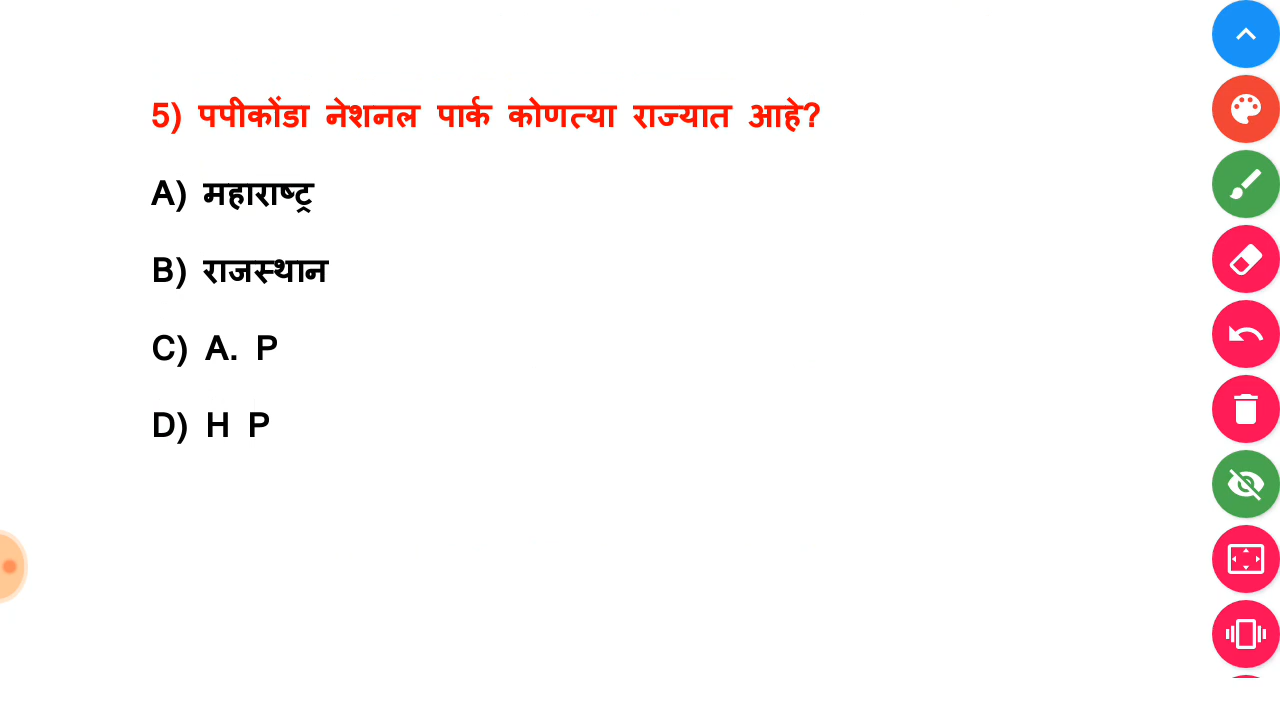 5) पपीकोंडा नेशनल पार्क कोणत्या राज्यात आहे?
A) महाराष्ट्र
B) राजस्थान
C) A. P
D) H P